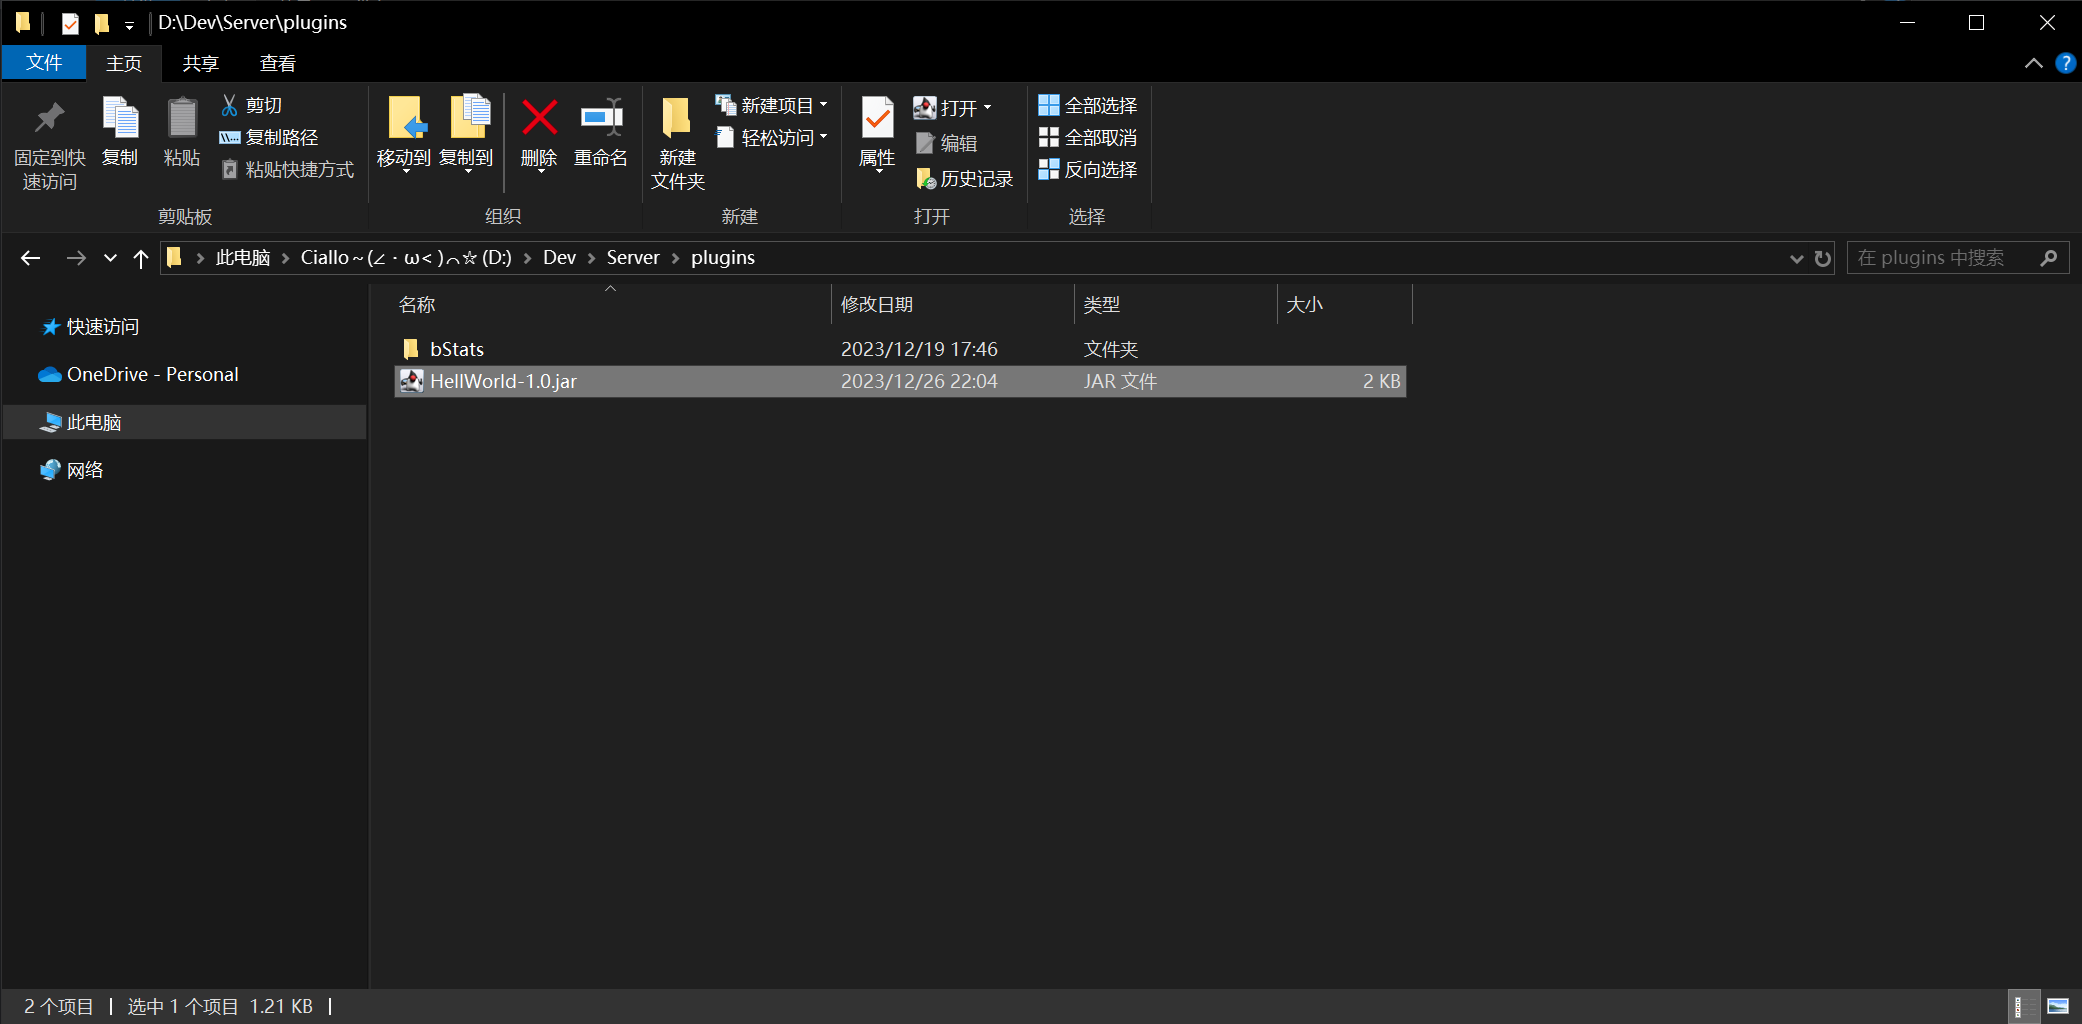 D:\Dev\Server\plugins
文件 主页 共享 查看
固定到快
速访问
复制
粘贴
剪切
复制路径
粘贴快捷方式
剪贴板
移动到
复制到
删除
重命名
组织
新建
文件夹
新建项目
轻松访问
新建
属性
打开
编辑
历史记录
打开
全部选择
全部取消
反向选择
选择
此电脑 Ciallo～(∠・ω< )⌒☆ (D:) Dev Server plugins
在 plugins 中搜索
快速访问
OneDrive - Personal
此电脑
网络
名称 修改日期 类型 大小
bStats 2023/12/19 17:46 文件夹
HellWorld-1.0.jar 2023/12/26 22:04 JAR 文件 2 KB
2 个项目 选中 1 个项目 1.21 KB